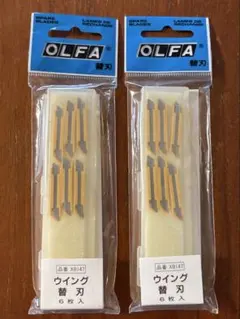 SPARE
BLADES
LAMES DE
RECHANGE
OLFA
替刃
品番 XB147
ウイング
替刃
6枚入
SPARE
BLADES
LAMES DE
RECHANGE
OLFA
替刃
品番 XB147
ウイング
替刃
6枚入